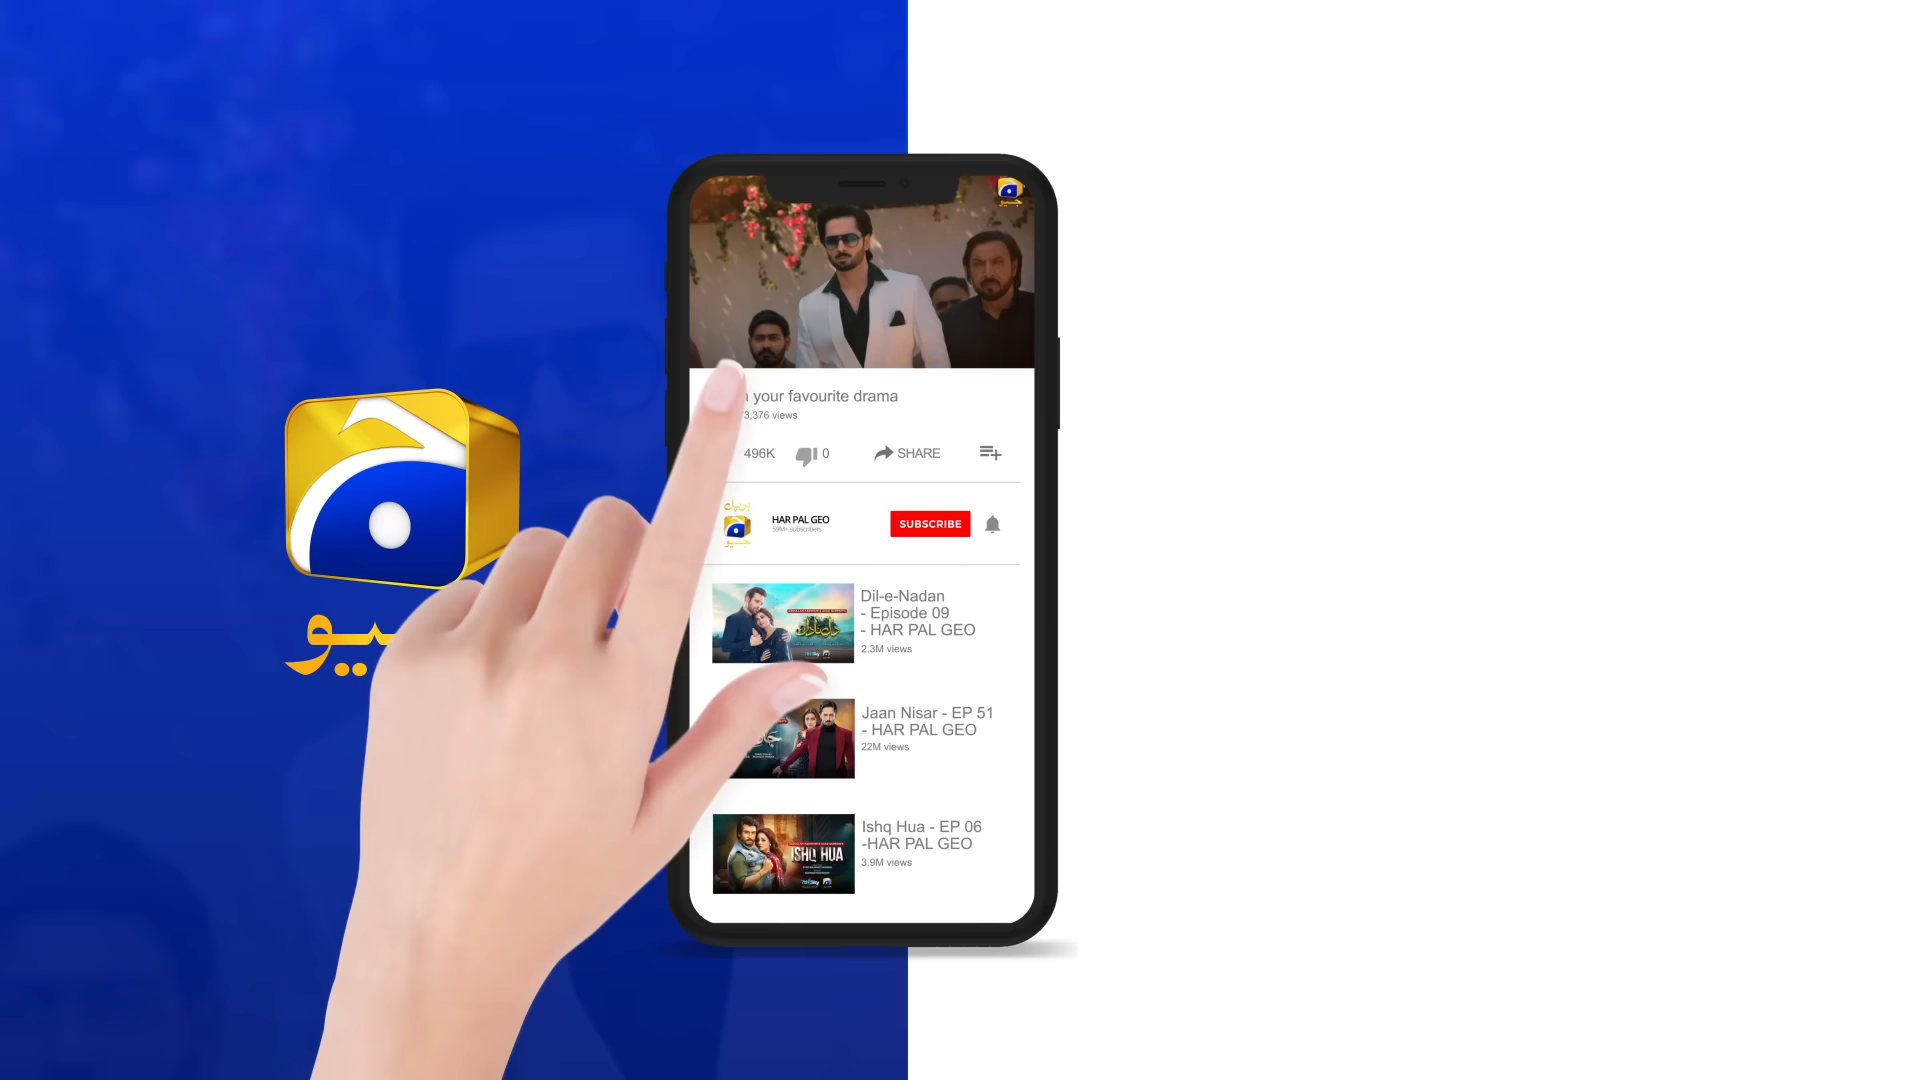 your favourite drama
3,376 views
496K
0
SHARE
HAR PAL GEO
59M+ subscribers
SUBSCRIBE
Dil-e-Nadan
- Episode 09
- HAR PAL GEO
2.3M views
Jaan Nisar - EP 51
- HAR PAL GEO
22M views
ISHQ HUA
Ishq Hua - EP 06
-HAR PAL GEO
3.9M views